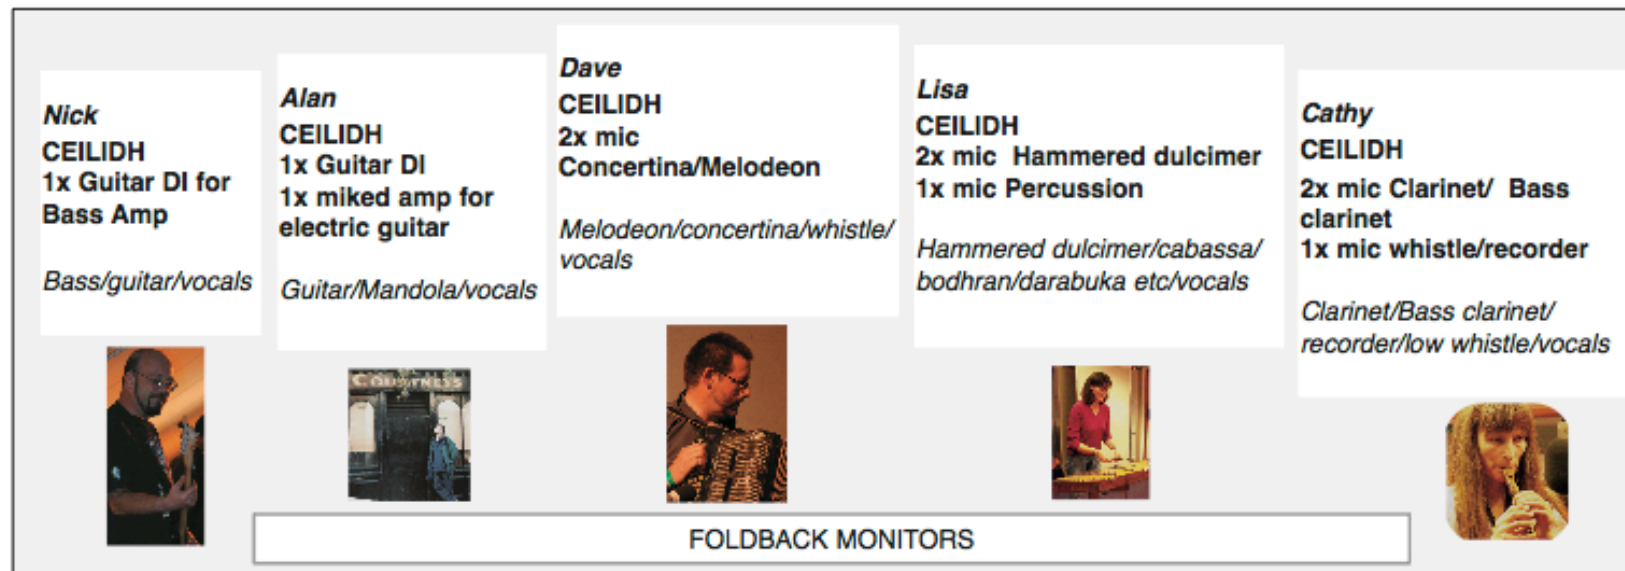 Nick
CEILIDH
1x Guitar DI for
Bass Amp
Bass/guitar/vocals
Alan
CEILIDH
1x Guitar DI
1x miked amp for
electric guitar
Guitar/Mandola/vocals
Dave
CEILIDH
2x mic
Concertina/Melodeon
Melodeon/concertina/whistle/
vocals
Lisa
CEILIDH
2x mic  Hammered dulcimer
1x mic Percussion
Hammered dulcimer/cabassa/
bodhran/darabuka etc/vocals
Cathy
CEILIDH
2x mic Clarinet/  Bass
clarinet
1x mic whistle/recorder
Clarinet/Bass clarinet/
recorder/low whistle/vocals
COURTNEYS
FOLDBACK MONITORS